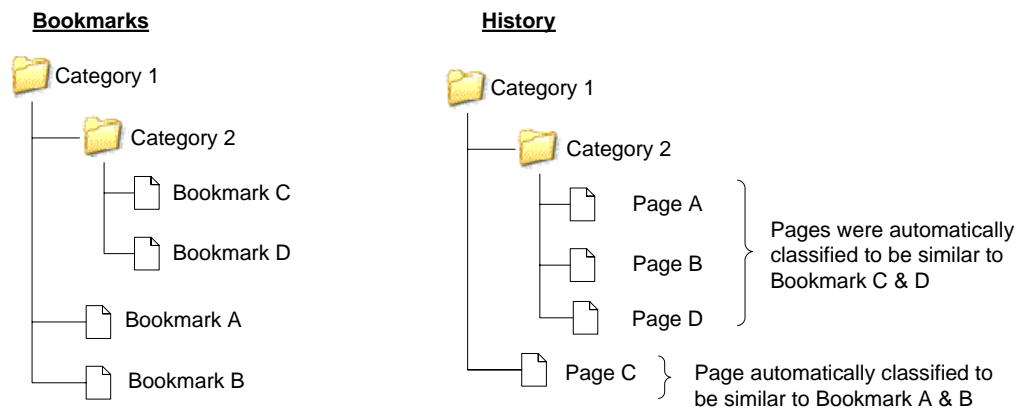 Bookmarks
Category 1
Category 2
Bookmark C
Bookmark D
Bookmark A
Bookmark B
History
Category 1
Category 2
Page A
Page B
Page D
Pages were automatically
classified to be similar to
Bookmark C & D
Page C
Page automatically classified to
be similar to Bookmark A & B